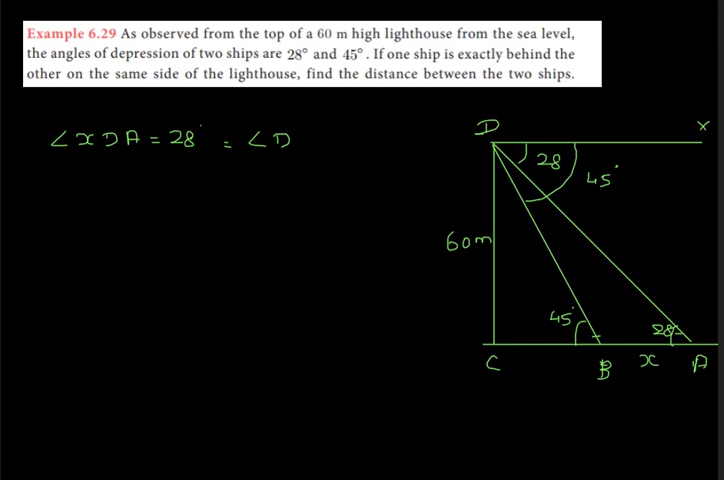 Example 6.29 As observed from the top of a 60 m high lighthouse from the sea level,
the angles of depression of two ships are 28° and 45°. If one ship is exactly behind the
other on the same side of the lighthouse, find the distance between the two ships.
∠XDA = 28° = ∠D
D
x
28
45°
60m
45°
28
C
B
x
A